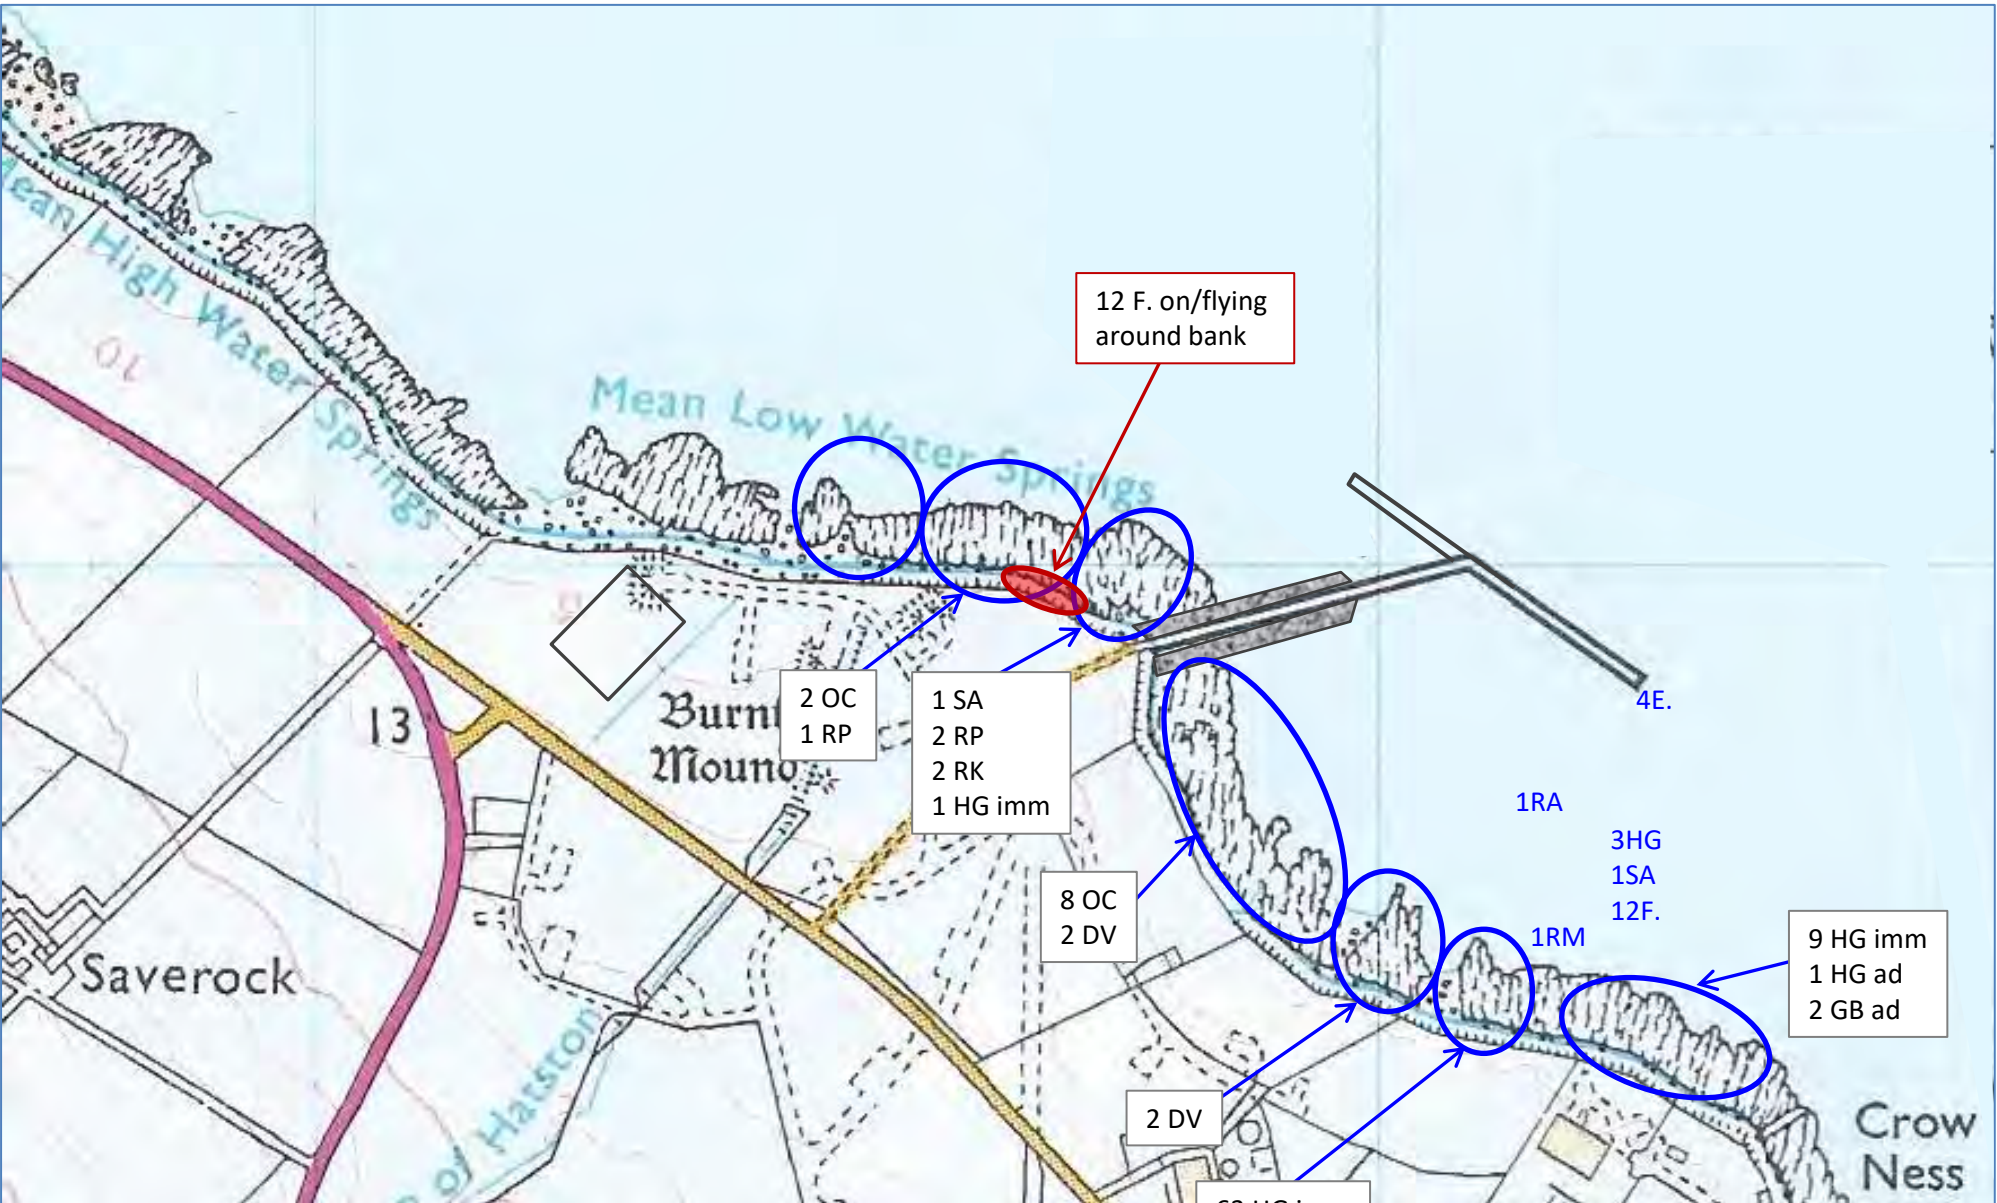 Mean High Water Springs
10
12 F. on/flying
around bank
Mean Low Water Springs
4E.
2 OC
1 RP
1 SA
2 RP
2 RK
1 HG imm
Mound
13
1RA
3HG
1SA
12F.
1RM
8 OC
2 DV
9 HG imm
1 HG ad
2 GB ad
Saverock
2 DV
of Hatston
Crow
Ness